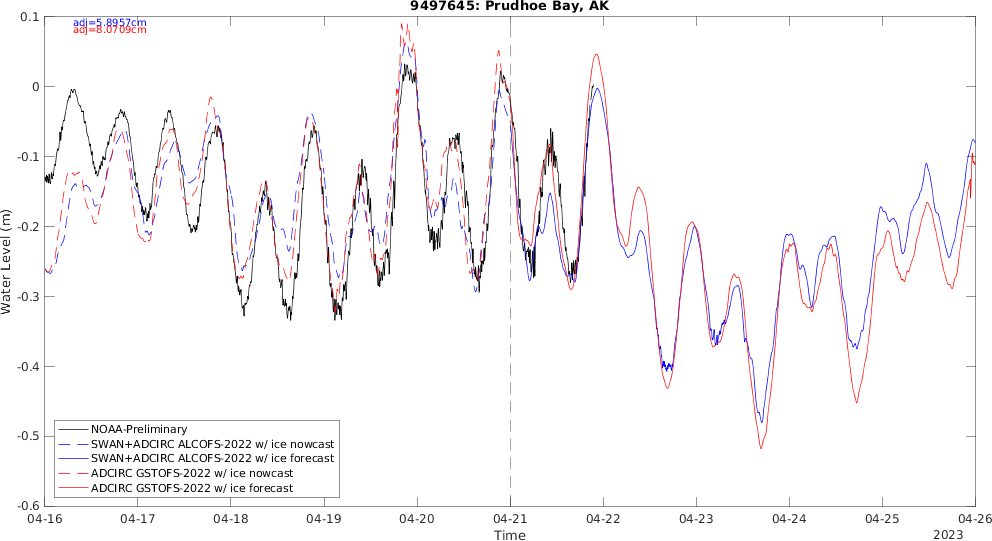 9497645: Prudhoe Bay, AK
adj=5.8957cm
adj=8.0709cm
0.1
0
-0.1
-0.2
-0.3
-0.4
-0.5
-0.6
Water Level (m)
NOAA-Preliminary
SWAN+ADCIRC ALCOFS-2022 w/ ice nowcast
SWAN+ADCIRC ALCOFS-2022 w/ ice forecast
ADCIRC GSTOFS-2022 w/ ice nowcast
ADCIRC GSTOFS-2022 w/ ice forecast
04-16 04-17 04-18 04-19 04-20 04-21 04-22 04-23 04-24 04-25 04-26
Time
2023